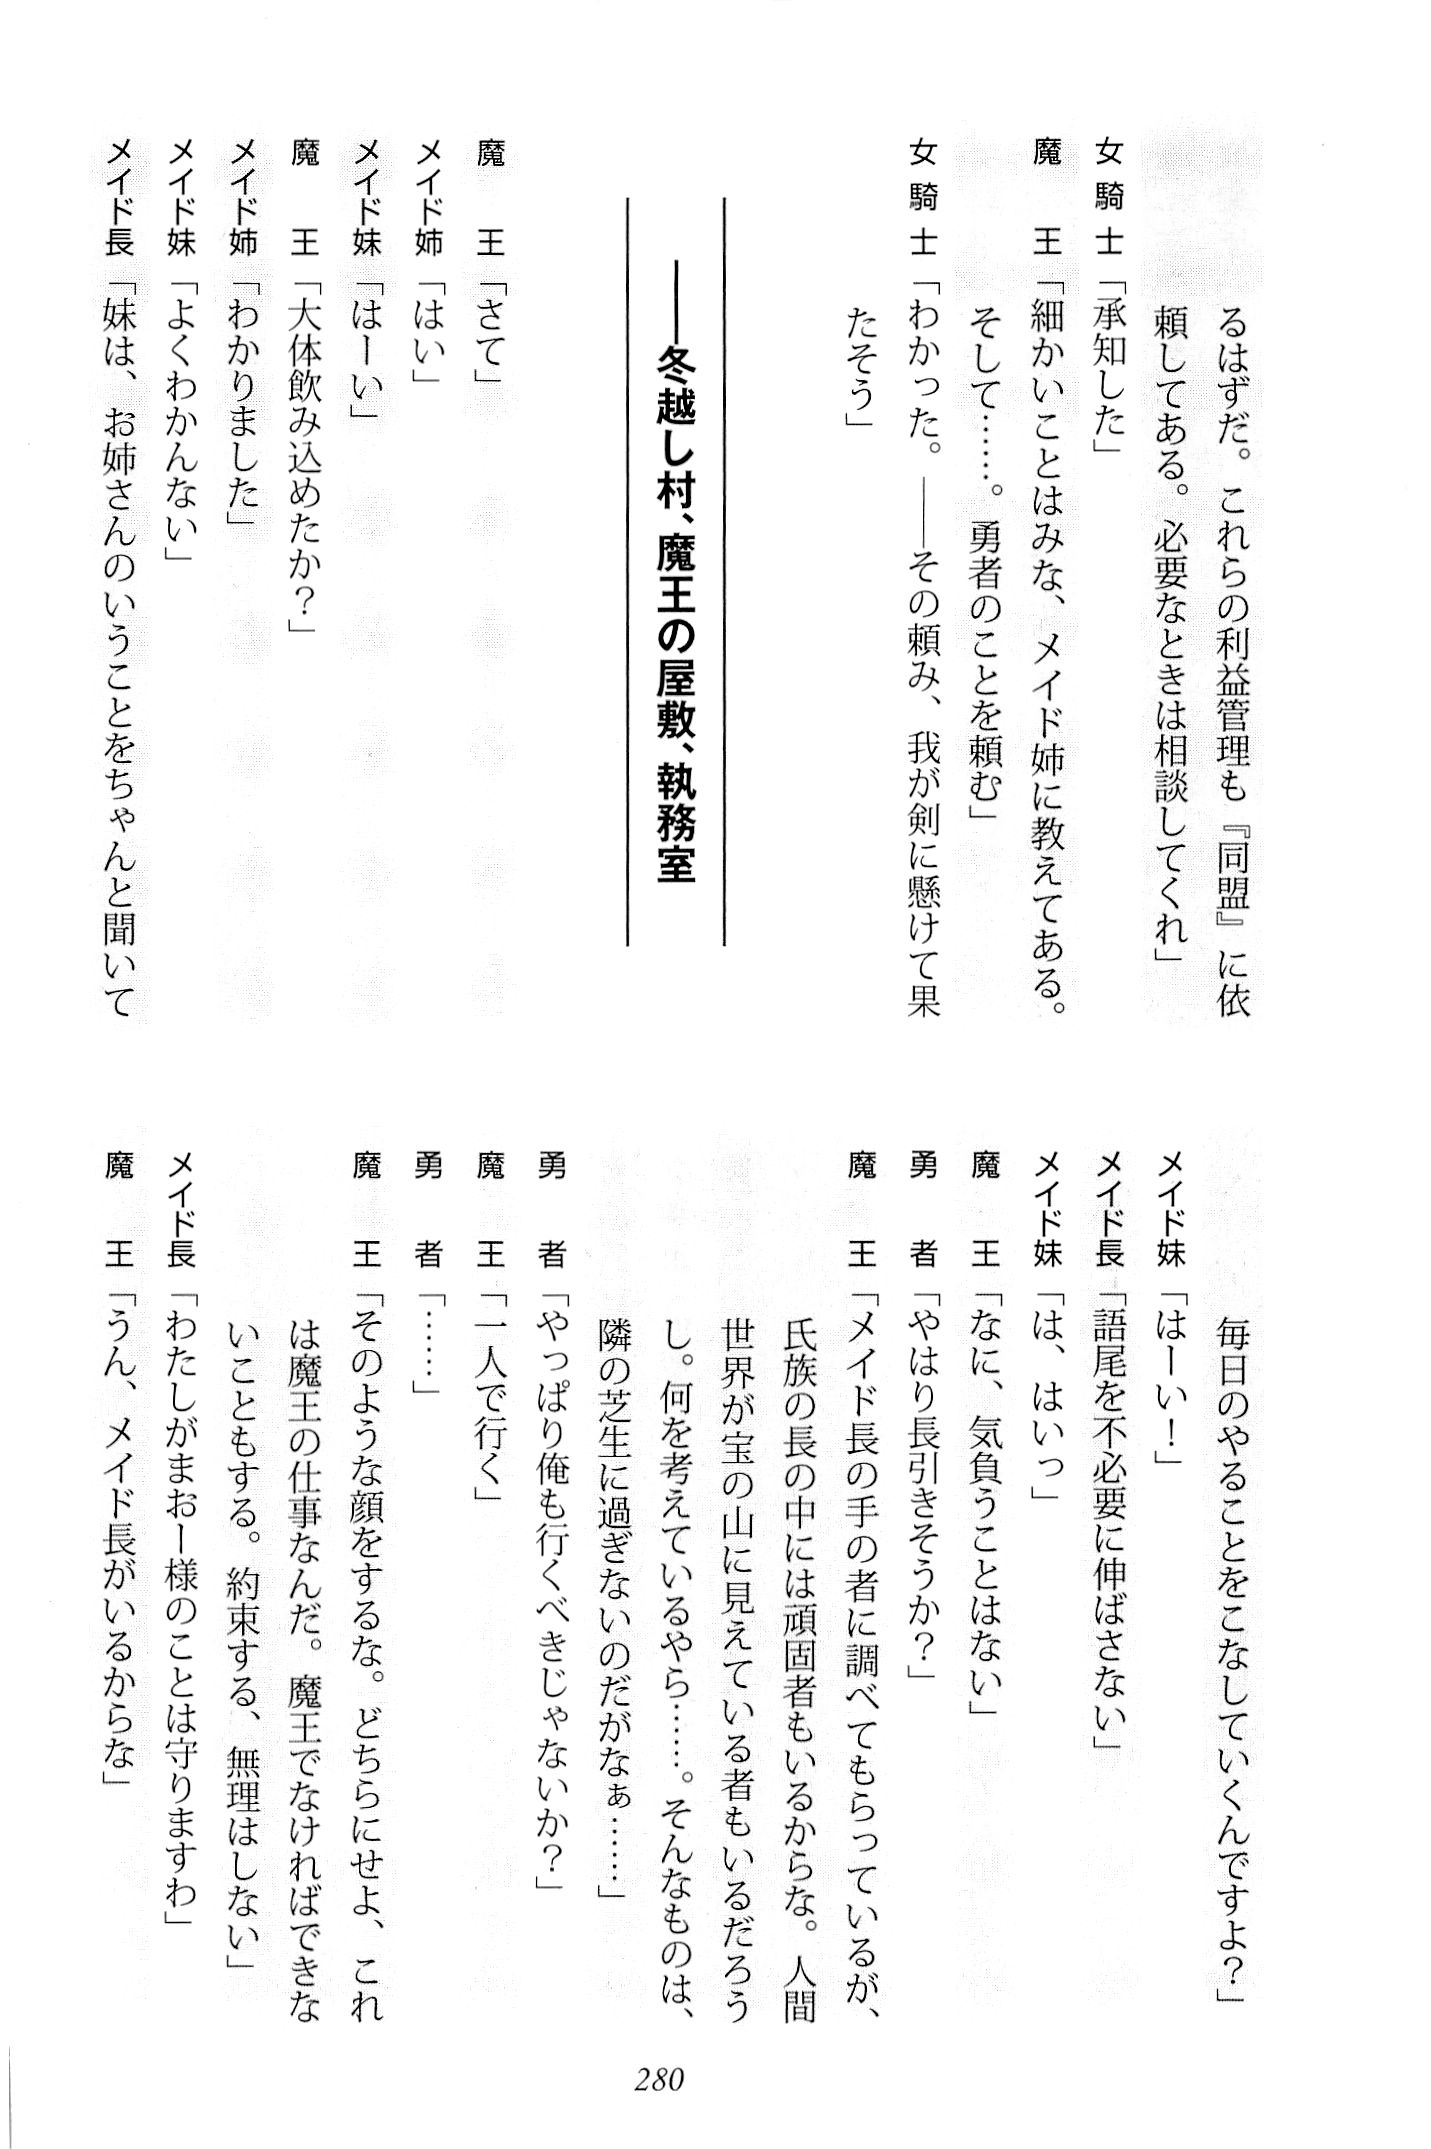 るはずだ。これらの利益管理も『同盟』に依
頼してある。必要なときは相談してくれ」
女騎士「承知した」
魔　王「細かいことはみな、メイド姉に教えてある。
そして……。勇者のことを頼む」
女騎士「わかった。――その頼み、我が剣に懸けて果
たそう」
――冬越し村、魔王の屋敷、執務室
魔　王「さて」
メイド姉「はい」
メイド妹「はーい」
魔　王「大体飲み込めたか？」
メイド姉「わかりました」
メイド妹「よくわかんない」
メイド長「妹は、お姉さんのいうことをちゃんと聞いて
毎日のやることをこなしていくんですよ？」
メイド妹「はーい！」
メイド長「語尾を不必要に伸ばさない」
メイド妹「は、はいっ」
魔　王「なに、気負うことはない」
勇　者「やはり長引きそうか？」
魔　王「メイド長の手の者に調べてもらっているが、
氏族の長の中には頑固者もいるからな。人間
世界が宝の山に見えている者もいるだろう
し。何を考えているやら……。そんなものは、
隣の芝生に過ぎないのだがなぁ……」
勇　者「やっぱり俺も行くべきじゃないか？」
魔　王「一人で行く」
勇　者「……」
魔　王「そのような顔をするな。どちらにせよ、これ
は魔王の仕事なんだ。魔王でなければできな
いこともする。約束する、無理はしない」
メイド長「わたしがまおー様のことは守りますわ」
魔　王「うん、メイド長がいるからな」
280